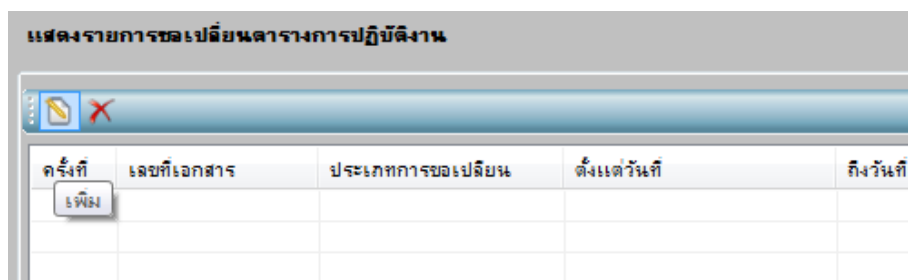 แสดงรายการขอเปลี่ยนตารางการปฏิบัติงาน
ครั้งที่ เลขที่เอกสาร ประเภทการขอเปลี่ยน ตั้งแต่วันที่ ถึงวันที่
เพิ่ม